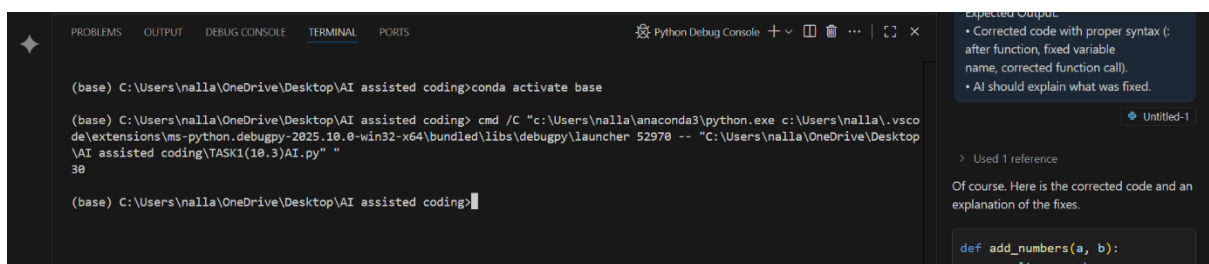 PROBLEMS OUTPUT DEBUG CONSOLE TERMINAL PORTS
Python Debug Console
(base) C:\Users\nalla\OneDrive\Desktop\AI assisted coding>conda activate base
(base) C:\Users\nalla\OneDrive\Desktop\AI assisted coding> cmd /C "c:\Users\nalla\anaconda3\python.exe c:\Users\nalla\.vsco
de\extensions\ms-python.debugpy-2025.10.0-win32-x64\bundled\libs\debugpy\launcher 52970 -- "C:\Users\nalla\OneDrive\Desktop
\AI assisted coding\TASK1(10.3)AI.py" "
30
(base) C:\Users\nalla\OneDrive\Desktop\AI assisted coding>
Expected Output:
• Corrected code with proper syntax (:
after function, fixed variable
name, corrected function call).
• AI should explain what was fixed.
Untitled-1
> Used 1 reference
Of course. Here is the corrected code and an
explanation of the fixes.
def add_numbers(a, b):